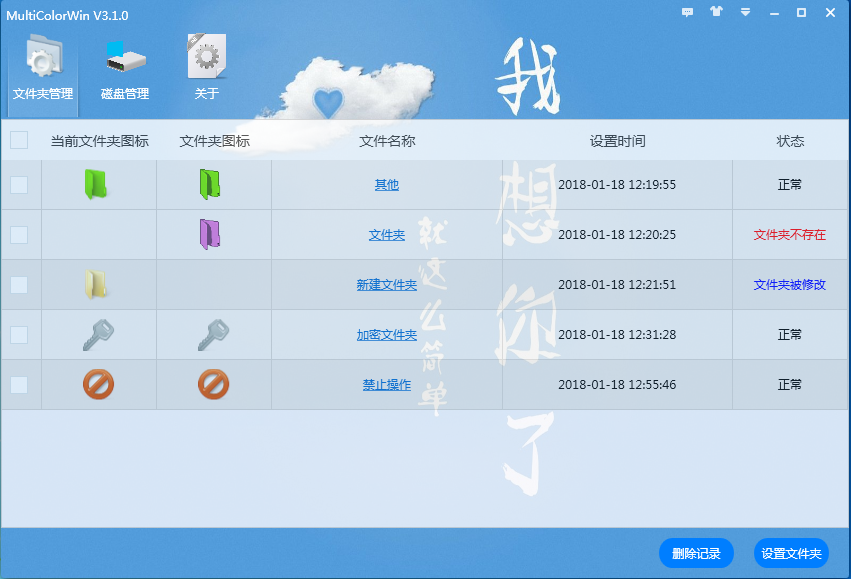 MultiColorWin V3.1.0
文件夹管理 磁盘管理 关于
当前文件夹图标 文件夹图标 文件名称 设置时间 状态
其他 2018-01-18 12:19:55 正常
文件夹 2018-01-18 12:20:25 文件夹不存在
新建文件夹 2018-01-18 12:21:51 文件夹被修改
加密文件夹 2018-01-18 12:31:28 正常
禁止操作 2018-01-18 12:55:46 正常
我想你了
就这么简单
删除记录 设置文件夹